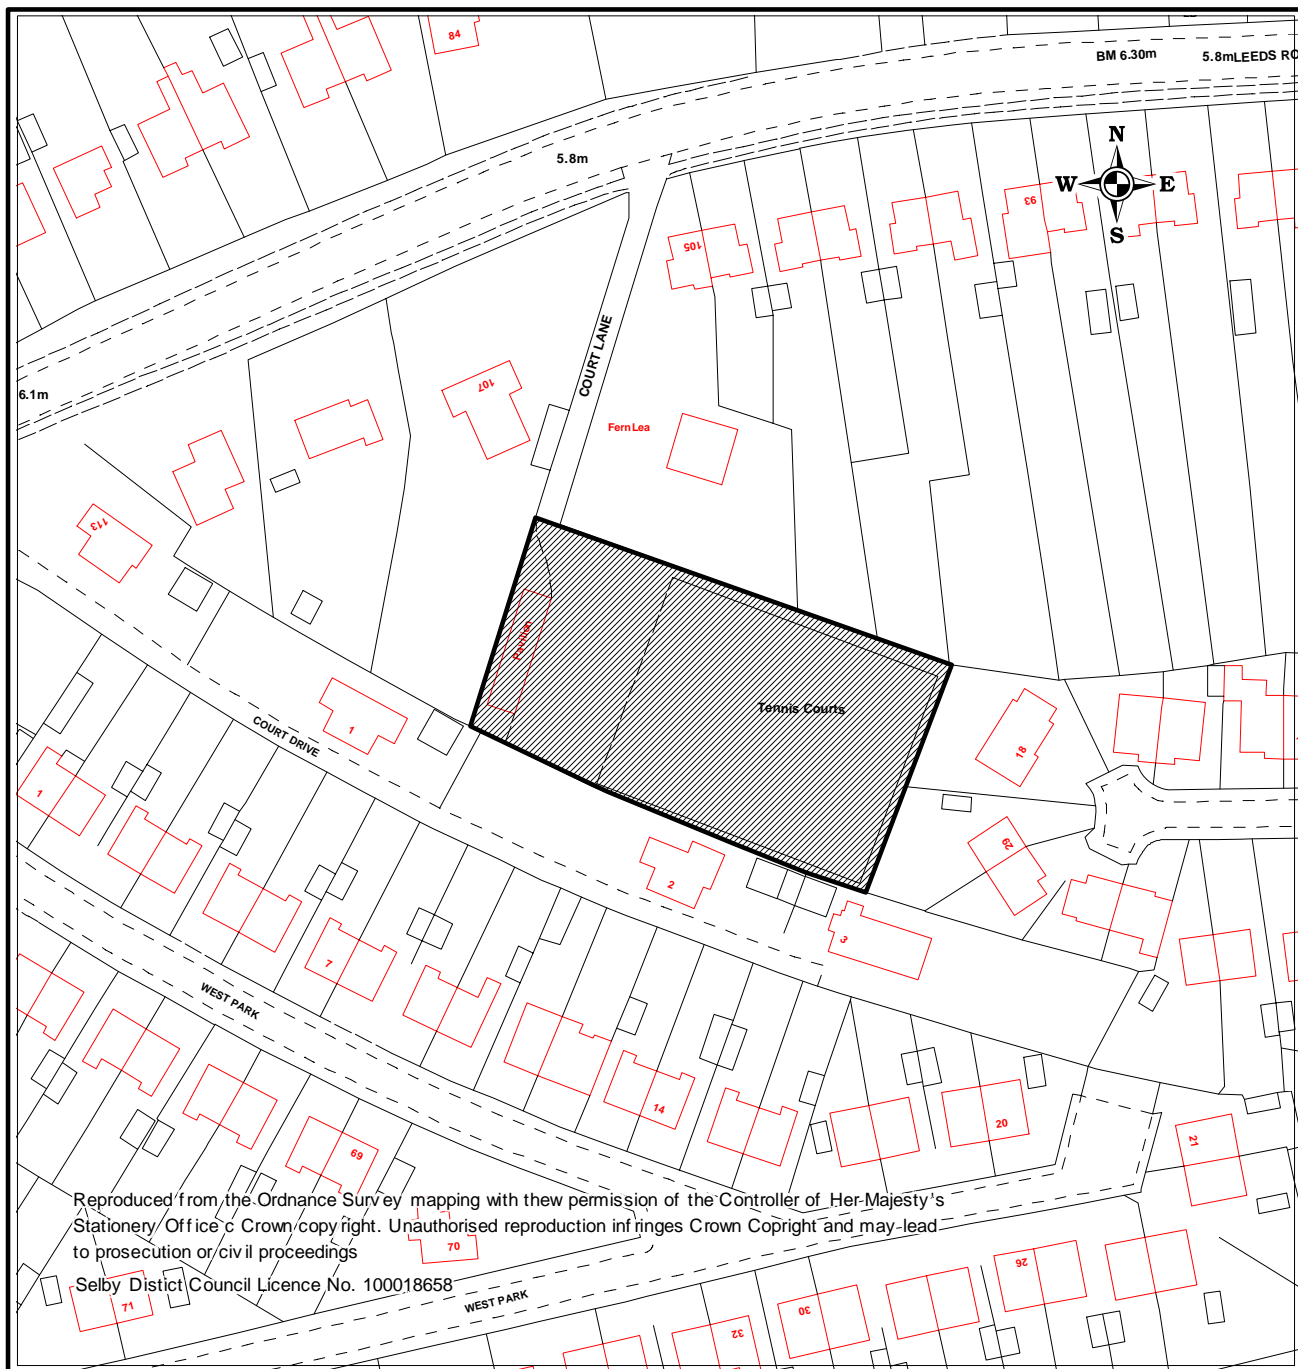 84
BM 6.30m
5.8m
LEEDS RO
5.8m
N
W
E
S
93
105
COURT LANE
6.1m
107
Fern Lea
113
Pavilion
Tennis Courts
1
COURT DRIVE
18
1
29
2
3
7
WEST PARK
14
20
21
69
Reproduced from the Ordnance Survey mapping with thew permission of the Controller of Her Majesty's
Stationery Office c Crown copyright. Unauthorised reproduction infringes Crown Copright and may lead
to prosecution or civil proceedings
70
26
Selby Distict Council Licence No. 100018658
71
WEST PARK
30
32